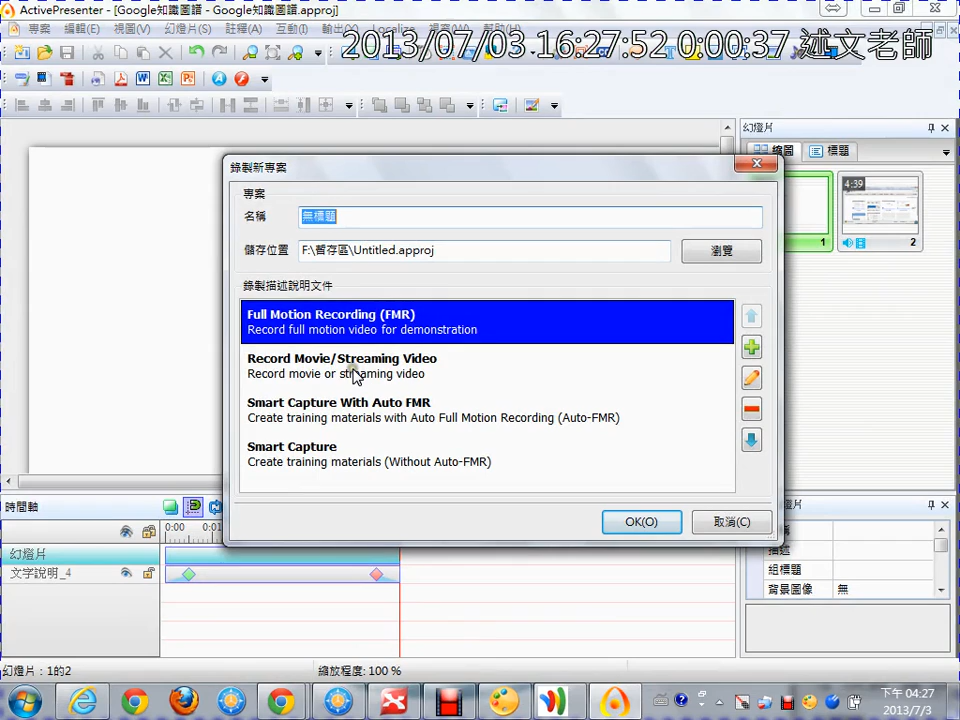 ActivePresenter - [Google知識圖譜 - Google知識圖譜.approj]
專案 編輯(E) 視圖(V) 幻燈片(S) 註釋(A) 互動(I)
2013/07/03 16:27:52 0:00:37 述文老師
幻燈片
縮圖 標題
1
4:39
2
錄製新專案
專案
名稱 無標題
儲存位置 F:\暫存區\Untitled.approj 瀏覽
錄製描述說明文件
Full Motion Recording (FMR)
Record full motion video for demonstration
Record Movie/Streaming Video
Record movie or streaming video
Smart Capture With Auto FMR
Create training materials with Auto Full Motion Recording (Auto-FMR)
Smart Capture
Create training materials (Without Auto-FMR)
OK(O) 取消(C)
時間軸
0:00 0:01
幻燈片
文字說明_4
描述
組標題
背景圖像 無
幻燈片：1的2 縮放程度: 100 %
下午 04:27
2013/7/3